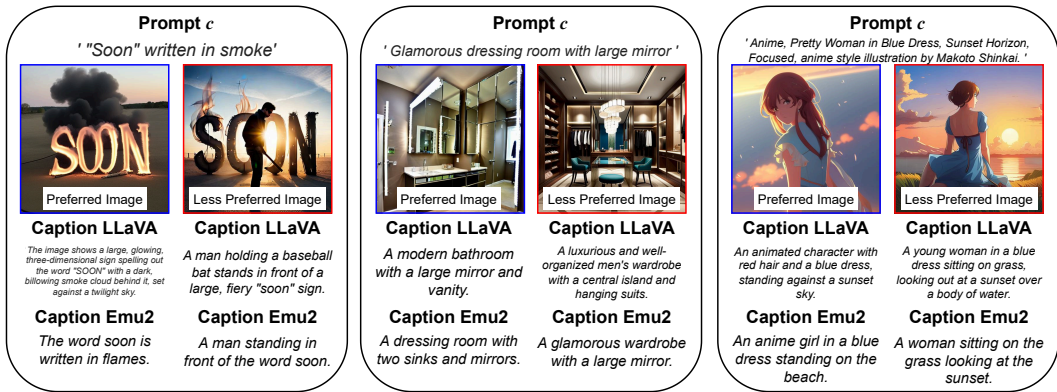 Prompt c
' "Soon" written in smoke'
SOON
Preferred Image
SOON
Less Preferred Image
Caption LLaVA
The image shows a large, glowing,
three-dimensional sign spelling out
the word "SOON" with a dark,
billowing smoke cloud behind it, set
against a twilight sky.
Caption LLaVA
A man holding a baseball
bat stands in front of a
large, fiery "soon" sign.
Caption Emu2
The word soon is
written in flames.
Caption Emu2
A man standing in
front of the word soon.
Prompt c
' Glamorous dressing room with large mirror '
Preferred Image
Less Preferred Image
Caption LLaVA
A modern bathroom
with a large mirror and
vanity.
Caption LLaVA
A luxurious and well-
organized men's wardrobe
with a central island and
hanging suits.
Caption Emu2
A dressing room with
two sinks and mirrors.
Caption Emu2
A glamorous wardrobe
with a large mirror.
Prompt c
' Anime, Pretty Woman in Blue Dress, Sunset Horizon,
Focused, anime style illustration by Makoto Shinkai. '
Preferred Image
Less Preferred Image
Caption LLaVA
An animated character with
red hair and a blue dress,
standing against a sunset
sky.
Caption LLaVA
A young woman in a blue
dress sitting on grass,
looking out at a sunset over
a body of water.
Caption Emu2
An anime girl in a blue
dress standing on the
beach.
Caption Emu2
A woman sitting on the
grass looking at the
sunset.